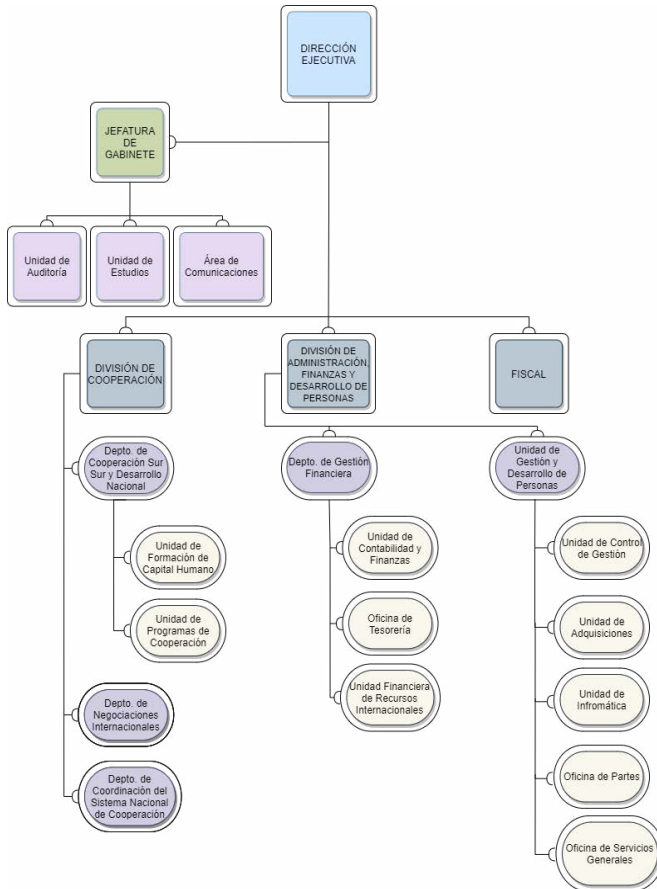 DIRECCIÓN
EJECUTIVA
JEFATURA
DE
GABINETE
Unidad de
Auditoría
Unidad de
Estudios
Área de
Comunicaciones
DIVISIÓN DE
COOPERACIÓN
DIVISIÓN DE
ADMINISTRACIÓN,
FINANZAS Y
DESARROLLO DE
PERSONAS
FISCAL
Depto. de
Cooperación Sur
Sur y Desarrollo
Nacional
Unidad de
Formación de
Capital Humano
Unidad de
Programas de
Cooperación
Depto. de
Negociaciones
Internacionales
Depto. de
Coordinación del
Sistema Nacional
de Cooperación
Depto. de Gestión
Financiera
Unidad de
Contabilidad y
Finanzas
Oficina de
Tesorería
Unidad Financiera
de Recursos
Internacionales
Unidad de
Gestión y
Desarrollo de
Personas
Unidad de Control
de Gestión
Unidad de
Adquisiciones
Unidad de
Infromática
Oficina de Partes
Oficina de Servicios
Generales